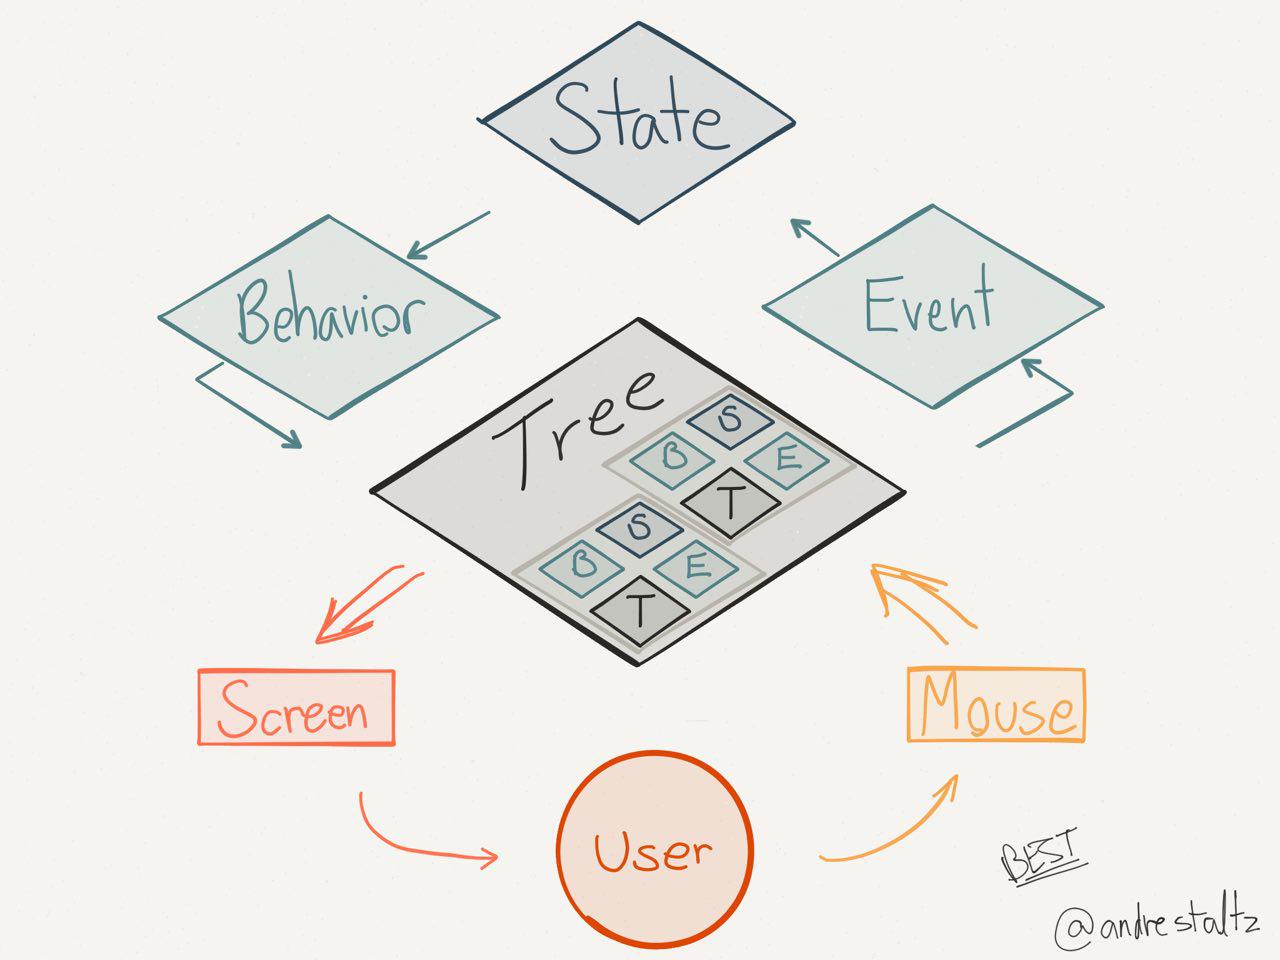 State
Behavior
Event
Tree
S
B
E
T
S
B
E
T
Screen
Mouse
User
BEST
@andrestaltz